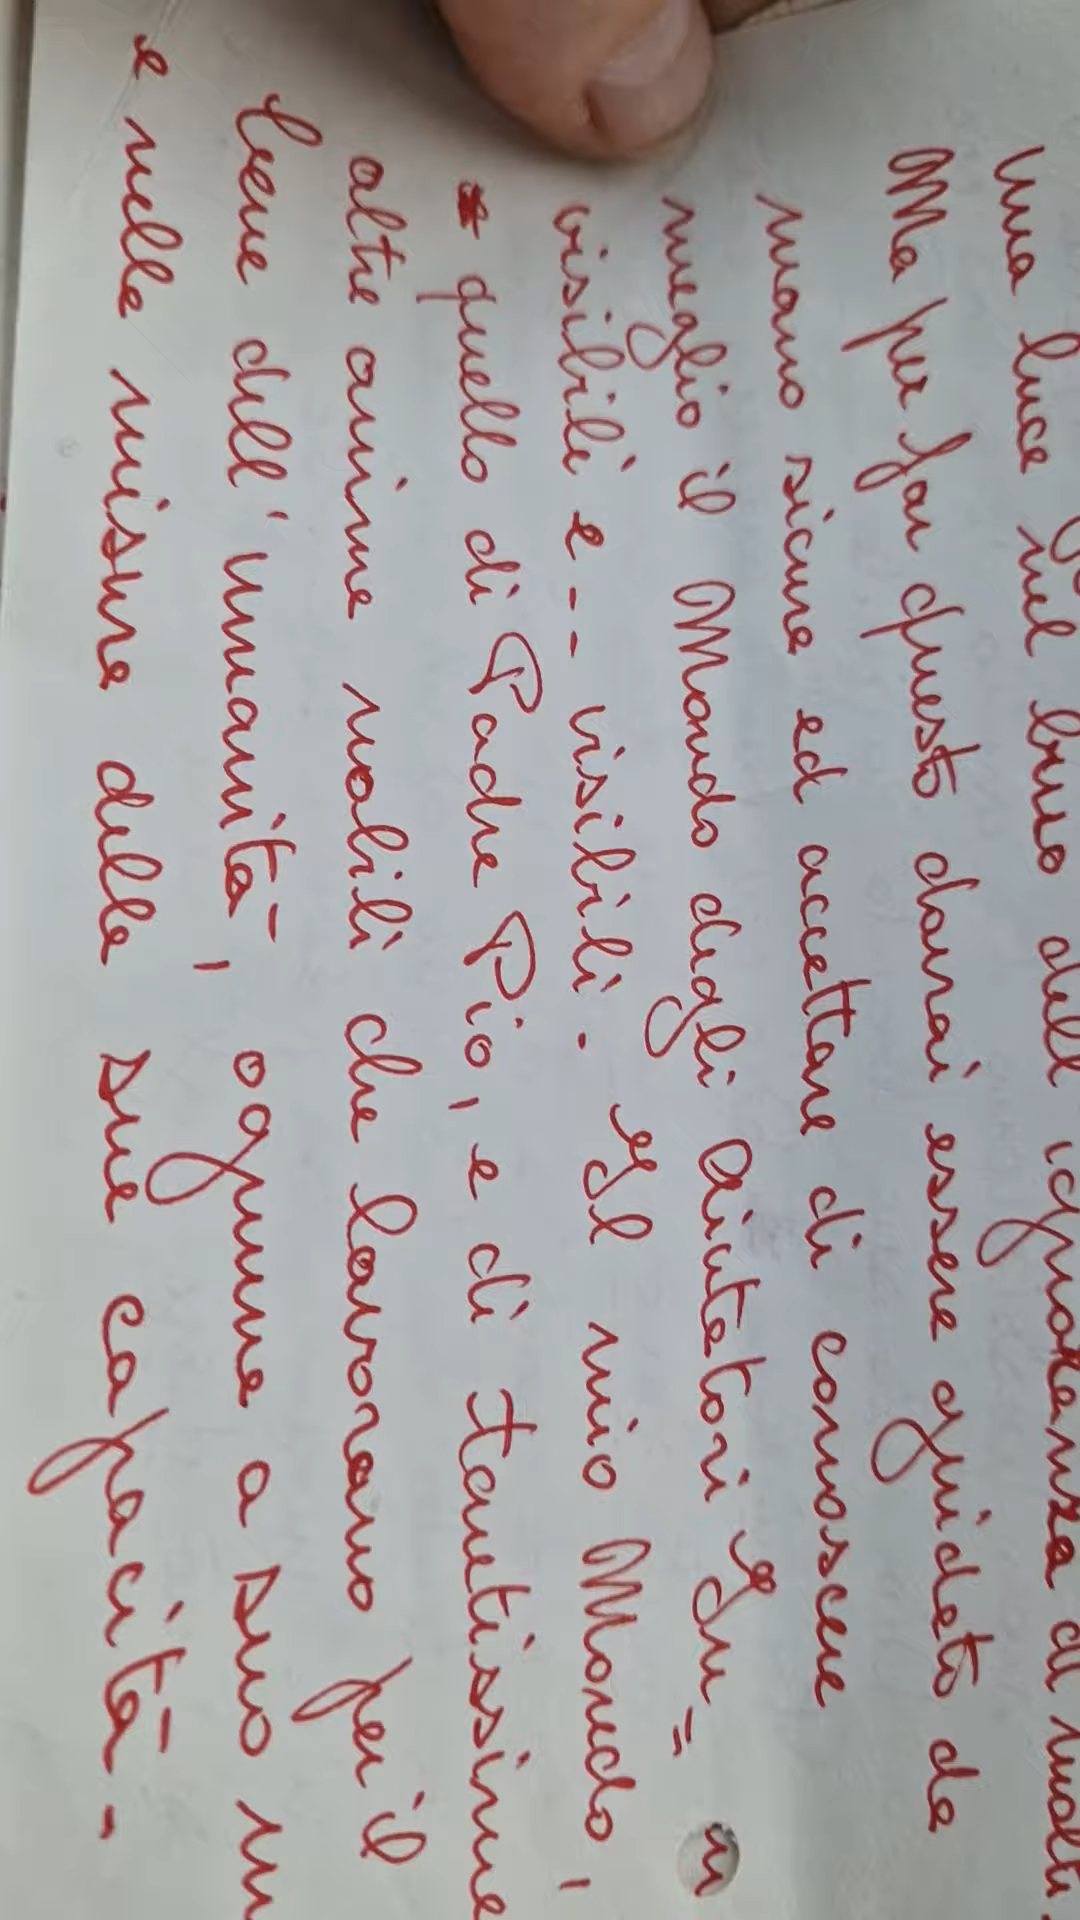 una luce nel buio dell'ignoranza di molti.
Ma per far questo dovrai essere guidato da
mano sicura ed accettare di conoscere
meglio il Mondo degli Aiutatori In=
visibili e -- visibili. Il mio Mondo,
quello di Padre Pio, e di tantissime
altre anime nobili che lavorano per il
bene dell'umanità, ognuna a suo m
e nella misura delle sue capacità.